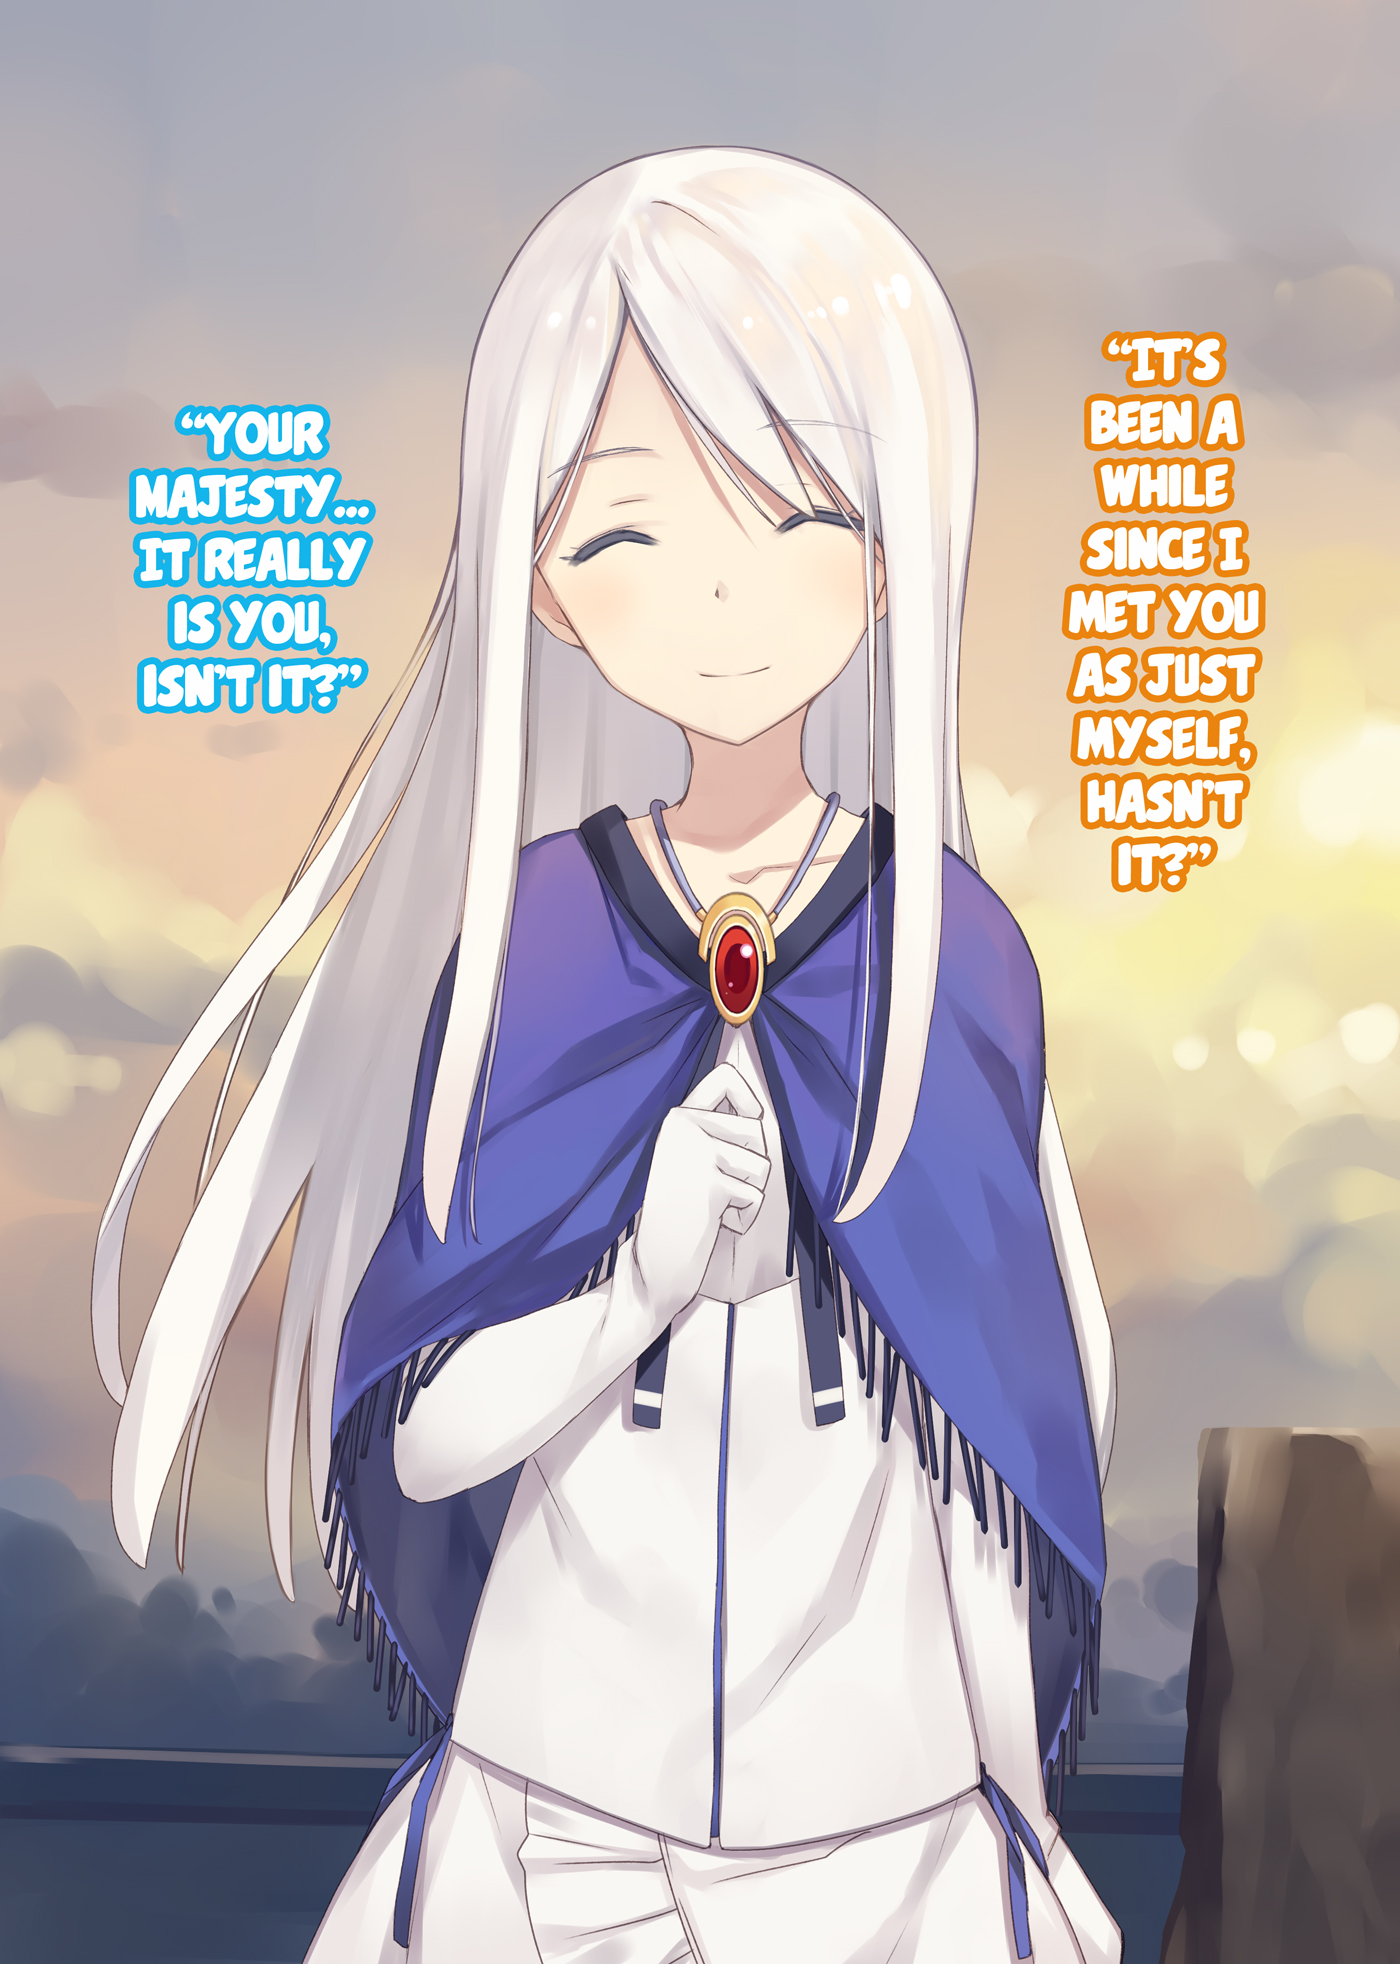 “IT'S
BEEN A
WHILE
SINCE I
MET YOU
AS JUST
MYSELF,
HASN'T
IT?”
“YOUR
MAJESTY...
IT REALLY
IS YOU,
ISN'T IT?”